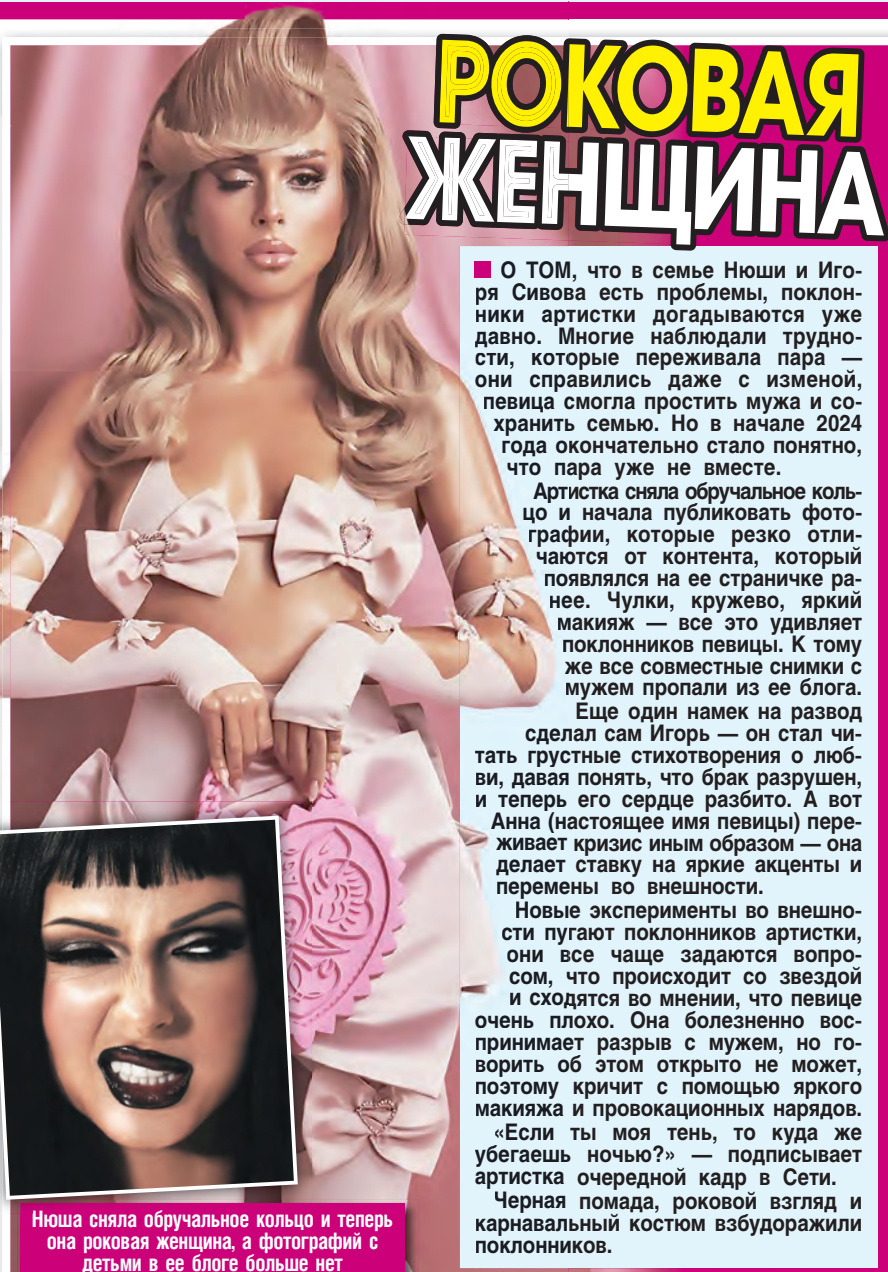 РОКОВАЯ
ЖЕНЩИНА
О ТОМ, что в семье Нюши и Иго-
ря Сивова есть проблемы, поклон-
ники артистки догадываются уже
давно. Многие наблюдали трудно-
сти, которые переживала пара —
они справились даже с изменой,
певица смогла простить мужа и со-
хранить семью. Но в начале 2024
года окончательно стало понятно,
что пара уже не вместе.
Артистка сняла обручальное коль-
цо и начала публиковать фото-
графии, которые резко отли-
чаются от контента, который
появлялся на ее страничке ра-
нее. Чулки, кружево, яркий
макияж — все это удивляет
поклонников певицы. К тому
же все совместные снимки с
мужем пропали из ее блога.
Еще один намек на развод
сделал сам Игорь — он стал чи-
тать грустные стихотворения о люб-
ви, давая понять, что брак разрушен,
и теперь его сердце разбито. А вот
Анна (настоящее имя певицы) пере-
живает кризис иным образом — она
делает ставку на яркие акценты и
перемены во внешности.
Новые эксперименты во внешно-
сти пугают поклонников артистки,
они все чаще задаются вопро-
сом, что происходит со звездой
и сходятся во мнении, что певице
очень плохо. Она болезненно вос-
принимает разрыв с мужем, но го-
ворить об этом открыто не может,
поэтому кричит с помощью яркого
макияжа и провокационных нарядов.
«Если ты моя тень, то куда же
убегаешь ночью?» — подписывает
артистка очередной кадр в Сети.
Черная помада, роковой взгляд и
карнавальный костюм взбудоражили
поклонников.
Нюша сняла обручальное кольцо и теперь
она роковая женщина, а фотографий с
детьми в ее блоге больше нет